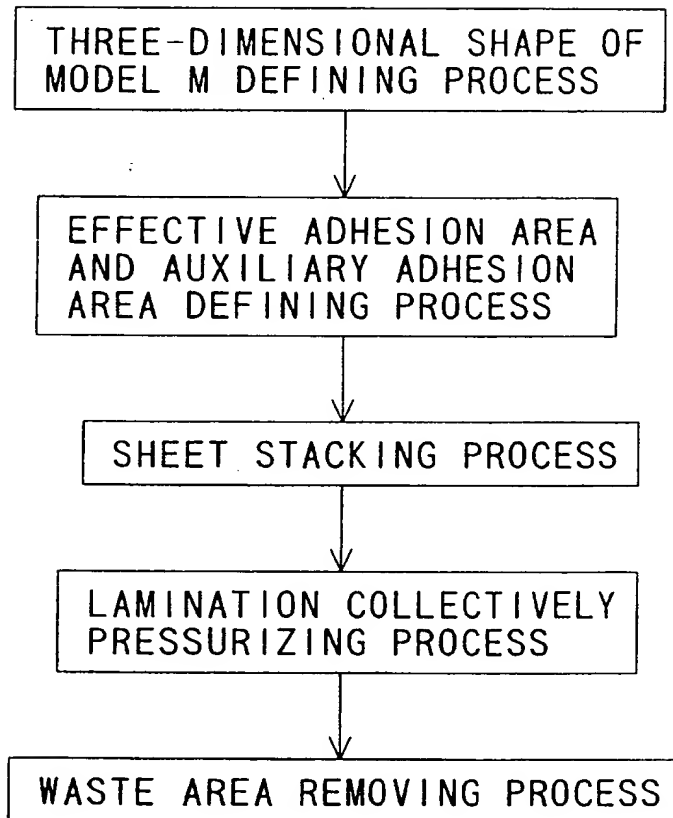 THREE-DIMENSIONAL SHAPE OF
MODEL M DEFINING PROCESS
EFFECTIVE ADHESION AREA
AND AUXILIARY ADHESION
AREA DEFINING PROCESS
SHEET STACKING PROCESS
LAMINATION COLLECTIVELY
PRESSURIZING PROCESS
WASTE AREA REMOVING PROCESS